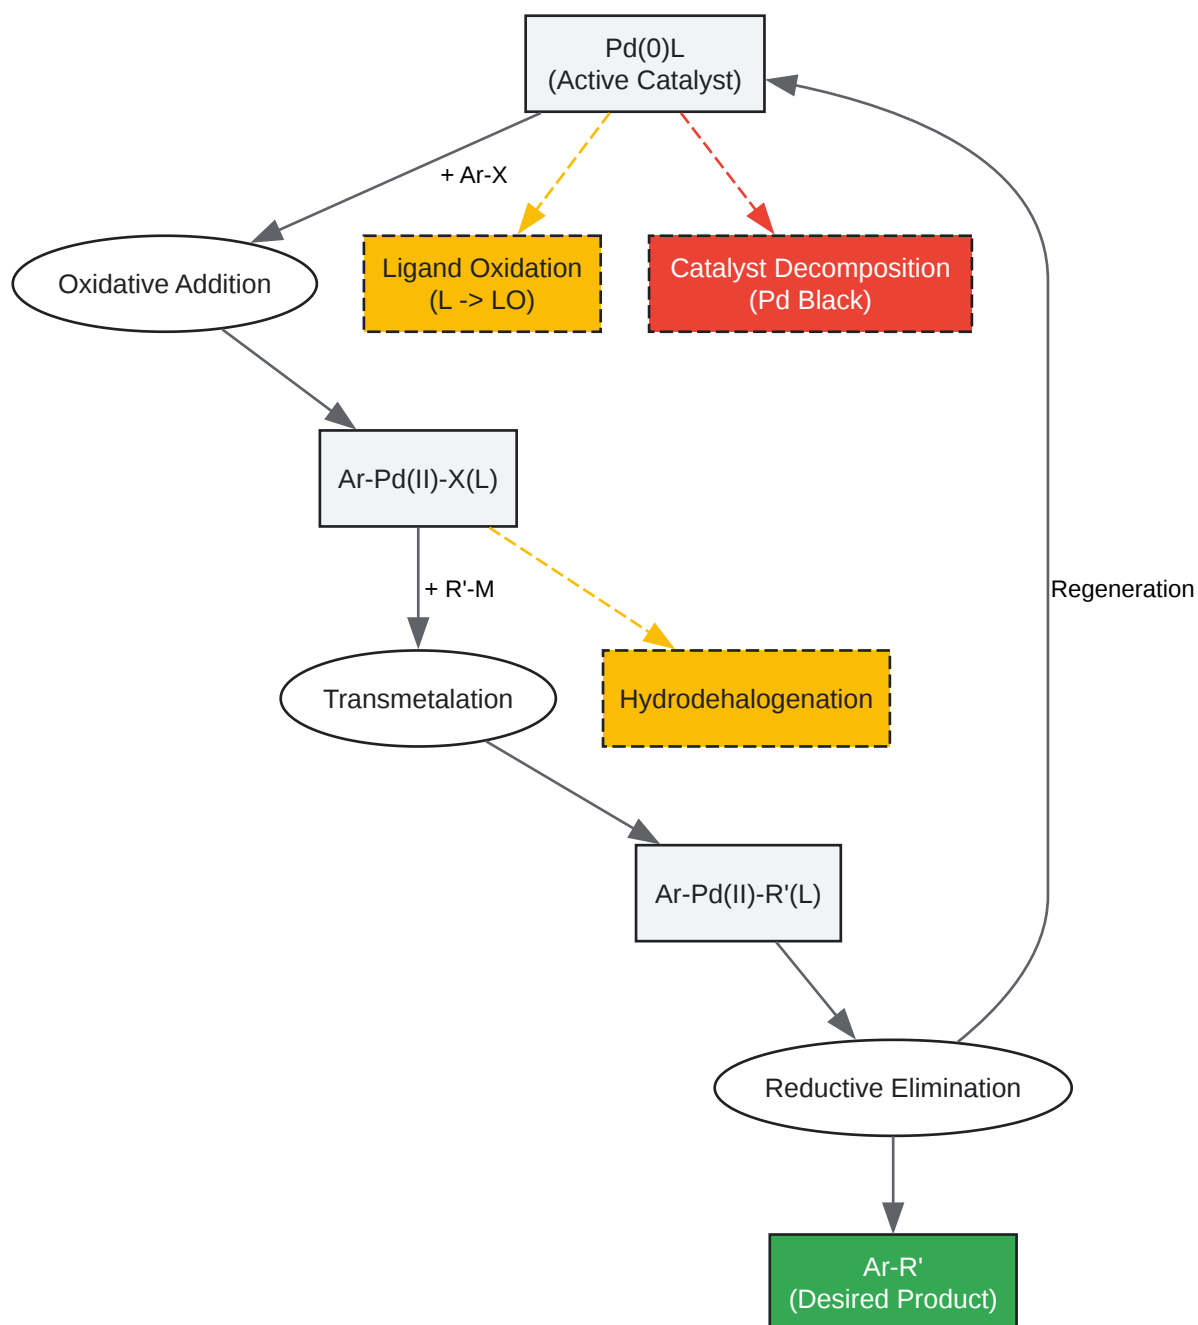 Pd(0)L
(Active Catalyst)
+ Ar-X
Oxidative Addition
Ligand Oxidation
(L -> LO)
Catalyst Decomposition
(Pd Black)
Ar-Pd(II)-X(L)
+ R'-M
Regeneration
Transmetalation
Hydrodehalogenation
Ar-Pd(II)-R'(L)
Reductive Elimination
Ar-R'
(Desired Product)